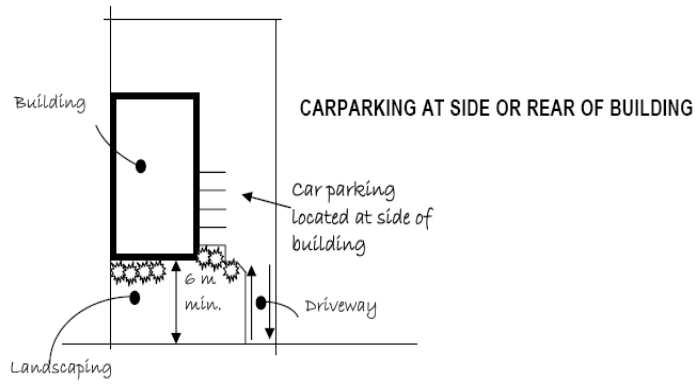 Building
CARPARKING AT SIDE OR REAR OF BUILDING
Car parking
located at side of
building
6 m
min.
Driveway
Landscaping